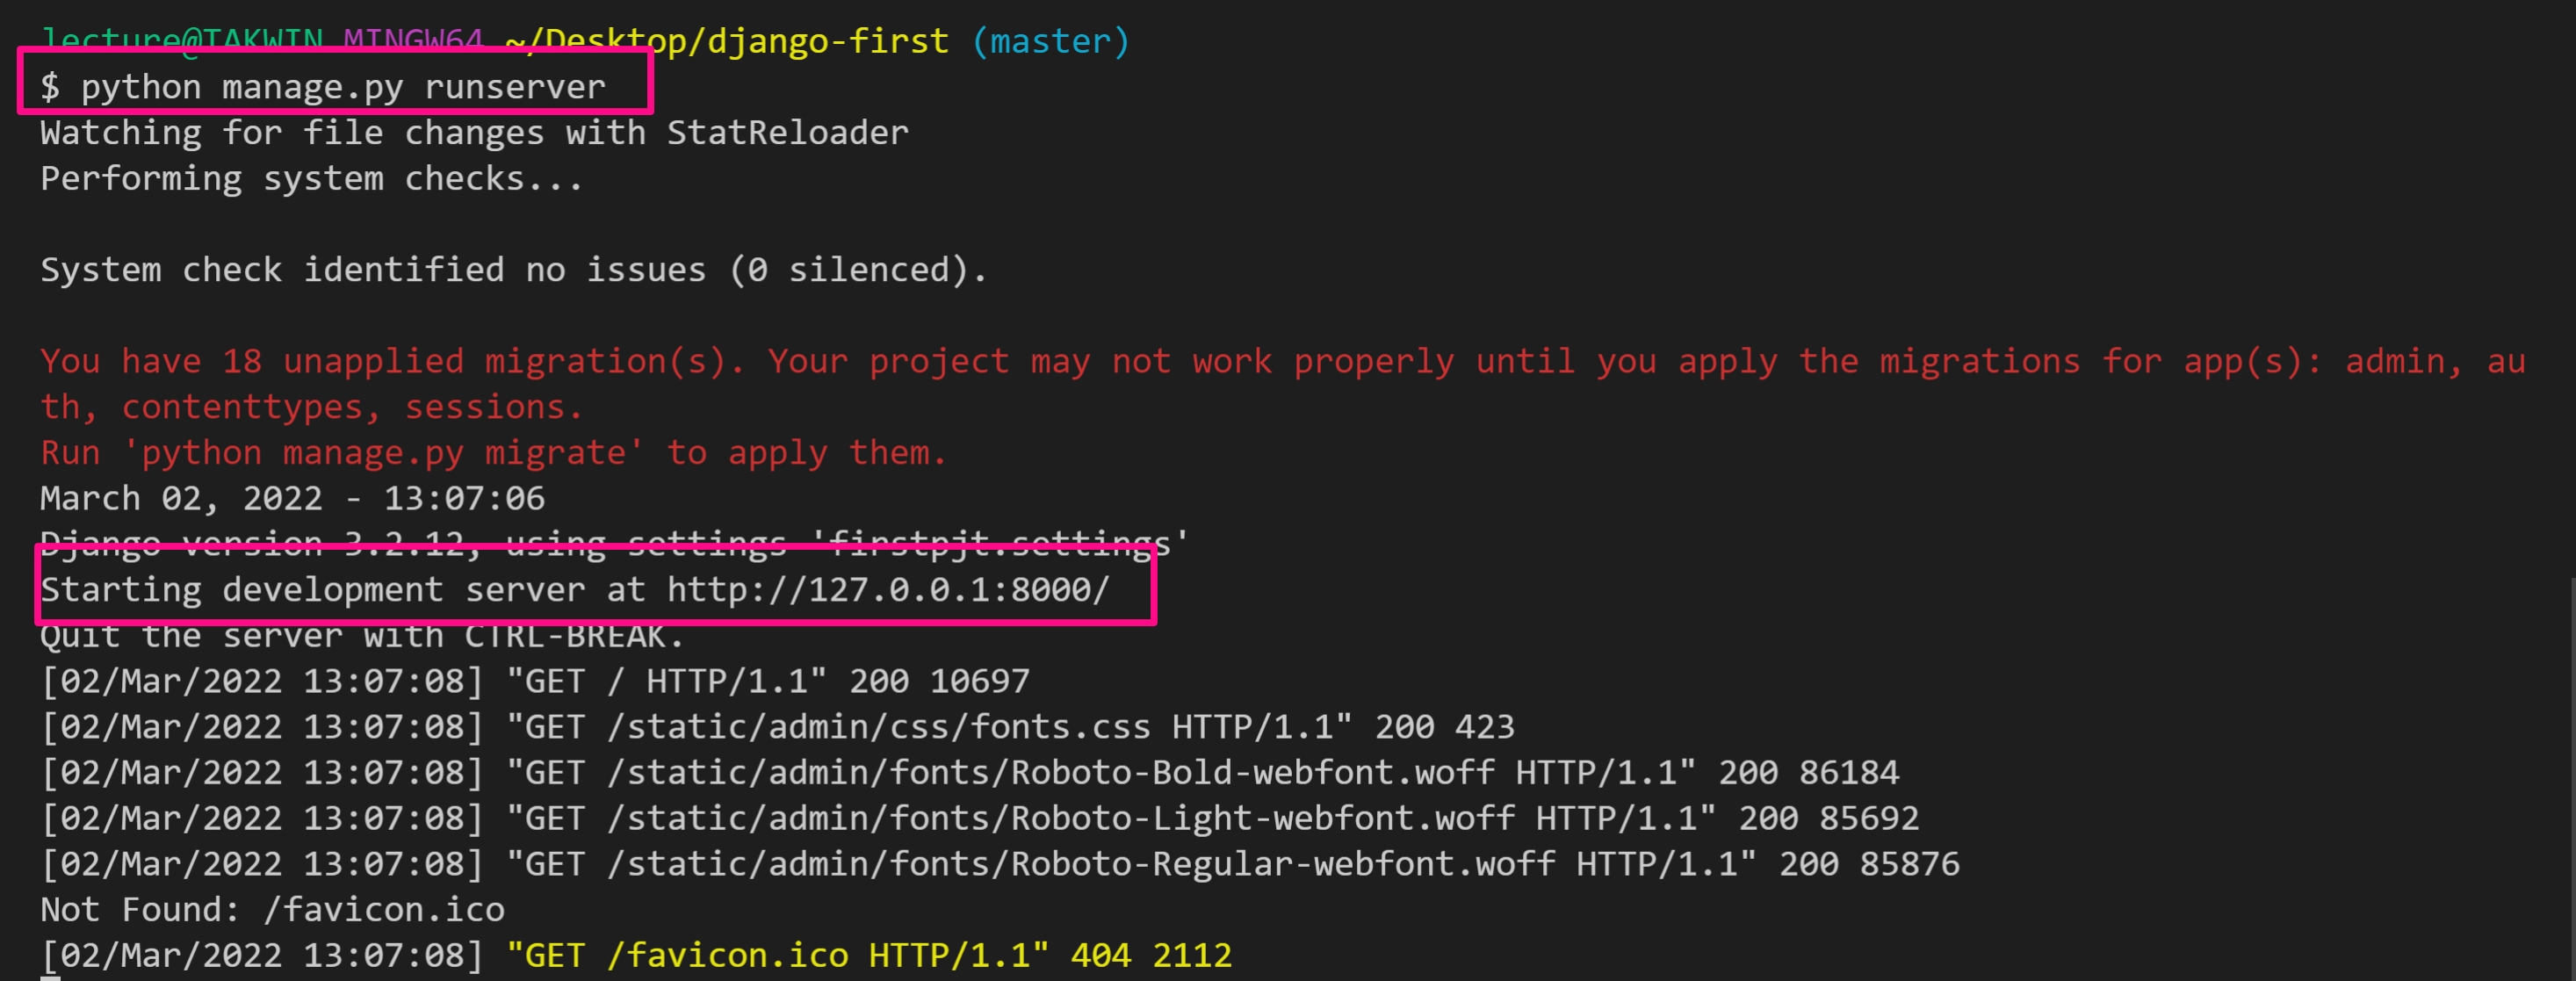 lecture@TAKWIN MINGW64 ~/Desktop/django-first (master)
$ python manage.py runserver
Watching for file changes with StatReloader
Performing system checks...
System check identified no issues (0 silenced).
You have 18 unapplied migration(s). Your project may not work properly until you apply the migrations for app(s): admin, au
th, contenttypes, sessions.
Run 'python manage.py migrate' to apply them.
March 02, 2022 - 13:07:06
Django version 3.2.12, using settings 'firstpjt.settings'
Starting development server at http://127.0.0.1:8000/
Quit the server with CTRL-BREAK.
[02/Mar/2022 13:07:08] "GET / HTTP/1.1" 200 10697
[02/Mar/2022 13:07:08] "GET /static/admin/css/fonts.css HTTP/1.1" 200 423
[02/Mar/2022 13:07:08] "GET /static/admin/fonts/Roboto-Bold-webfont.woff HTTP/1.1" 200 86184
[02/Mar/2022 13:07:08] "GET /static/admin/fonts/Roboto-Light-webfont.woff HTTP/1.1" 200 85692
[02/Mar/2022 13:07:08] "GET /static/admin/fonts/Roboto-Regular-webfont.woff HTTP/1.1" 200 85876
Not Found: /favicon.ico
[02/Mar/2022 13:07:08] "GET /favicon.ico HTTP/1.1" 404 2112